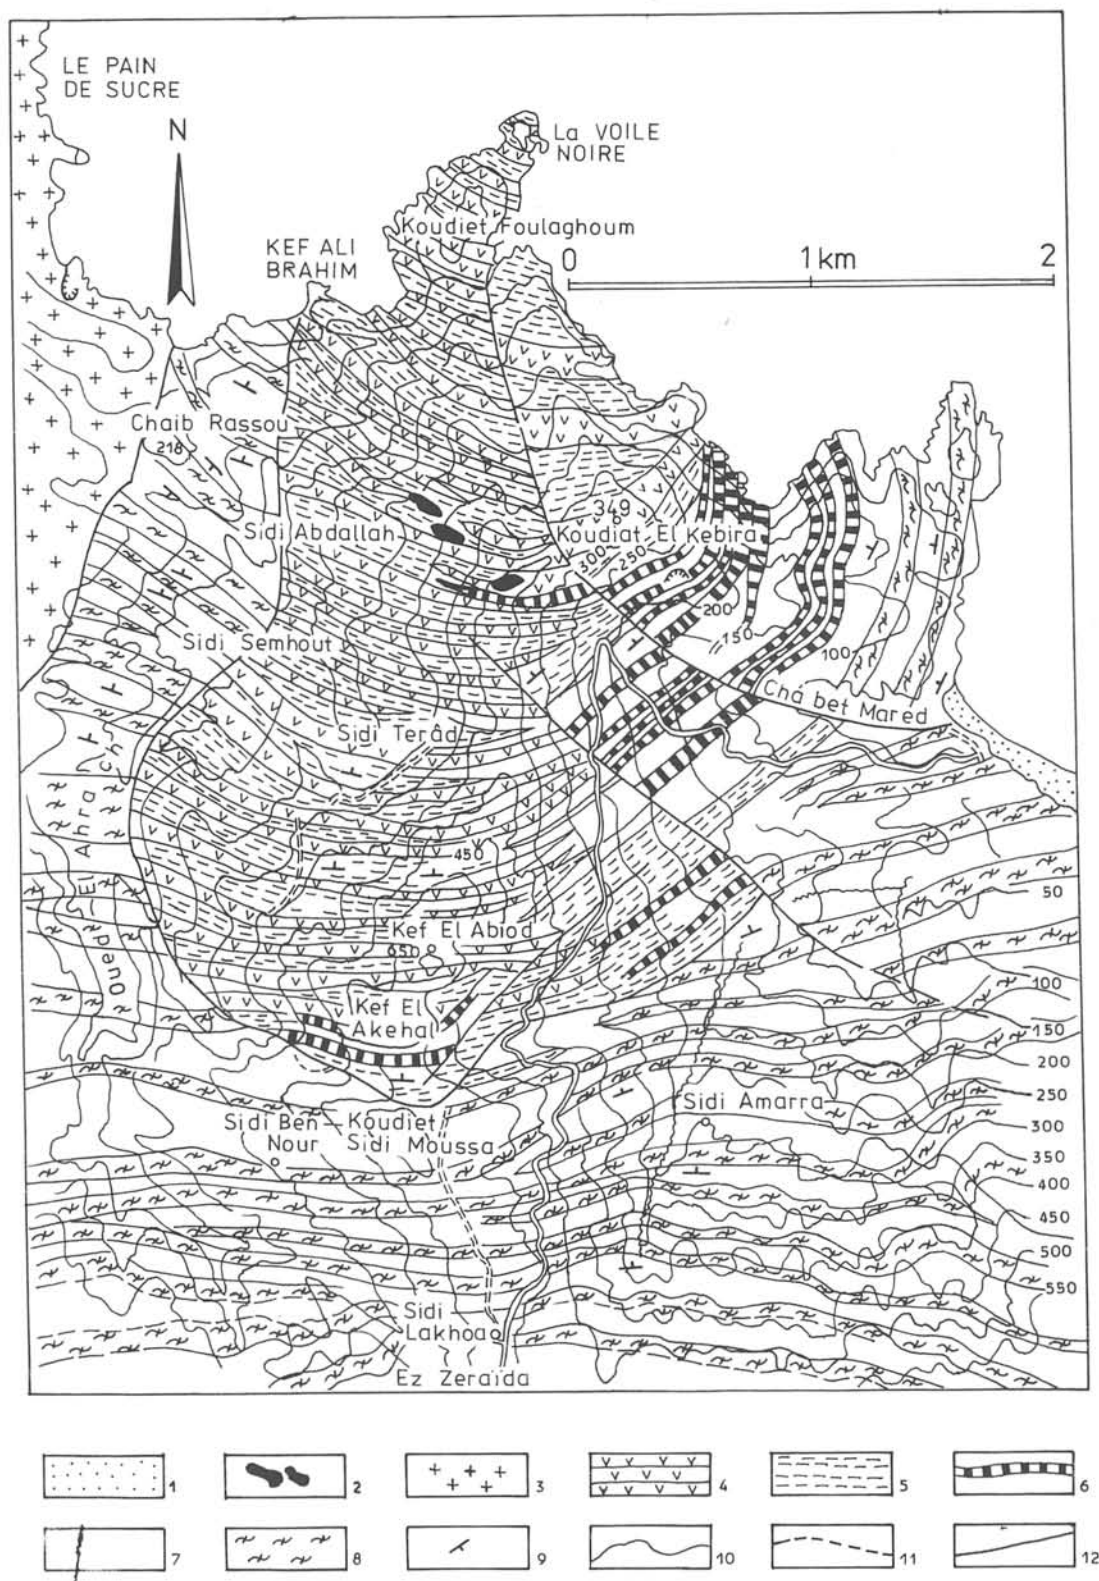 LE PAIN
DE SUCRE
N
La VOILE
NOIRE
Koudiet Foulaghoum
KEF ALI
BRAHIM
0 1 km 2
Chaib Rassou
218
349
Sidi Abdallah
Koudiat El Kebira
300
250
200
150
100
Sidi Semhout
Chá bet Mared
Sidi Terâd
Oued El Ahra Ch
450
50
Kef El Abiod
650
Kef El
Akehal
100
150
200
250
300
350
400
450
500
550
Sidi Amarra
Sidi Ben
Nour
Koudiet
Sidi Moussa
Sidi
Lakhoa
Ez Zeraïda
1
2
3
4
5
6
7
8
9
10
11
12